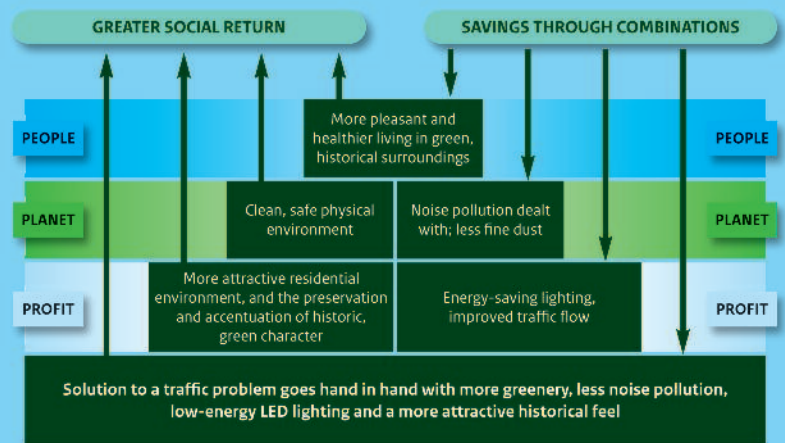 GREATER SOCIAL RETURN
SAVINGS THROUGH COMBINATIONS
PEOPLE
More pleasant and
healthier living in green,
historical surroundings
PEOPLE
PLANET
Clean, safe physical
environment
Noise pollution dealt
with; less fine dust
PLANET
PROFIT
More attractive residential
environment, and the preservation
and accentuation of historic,
green character
Energy-saving lighting,
improved traffic flow
PROFIT
Solution to a traffic problem goes hand in hand with more greenery, less noise pollution,
low-energy LED lighting and a more attractive historical feel